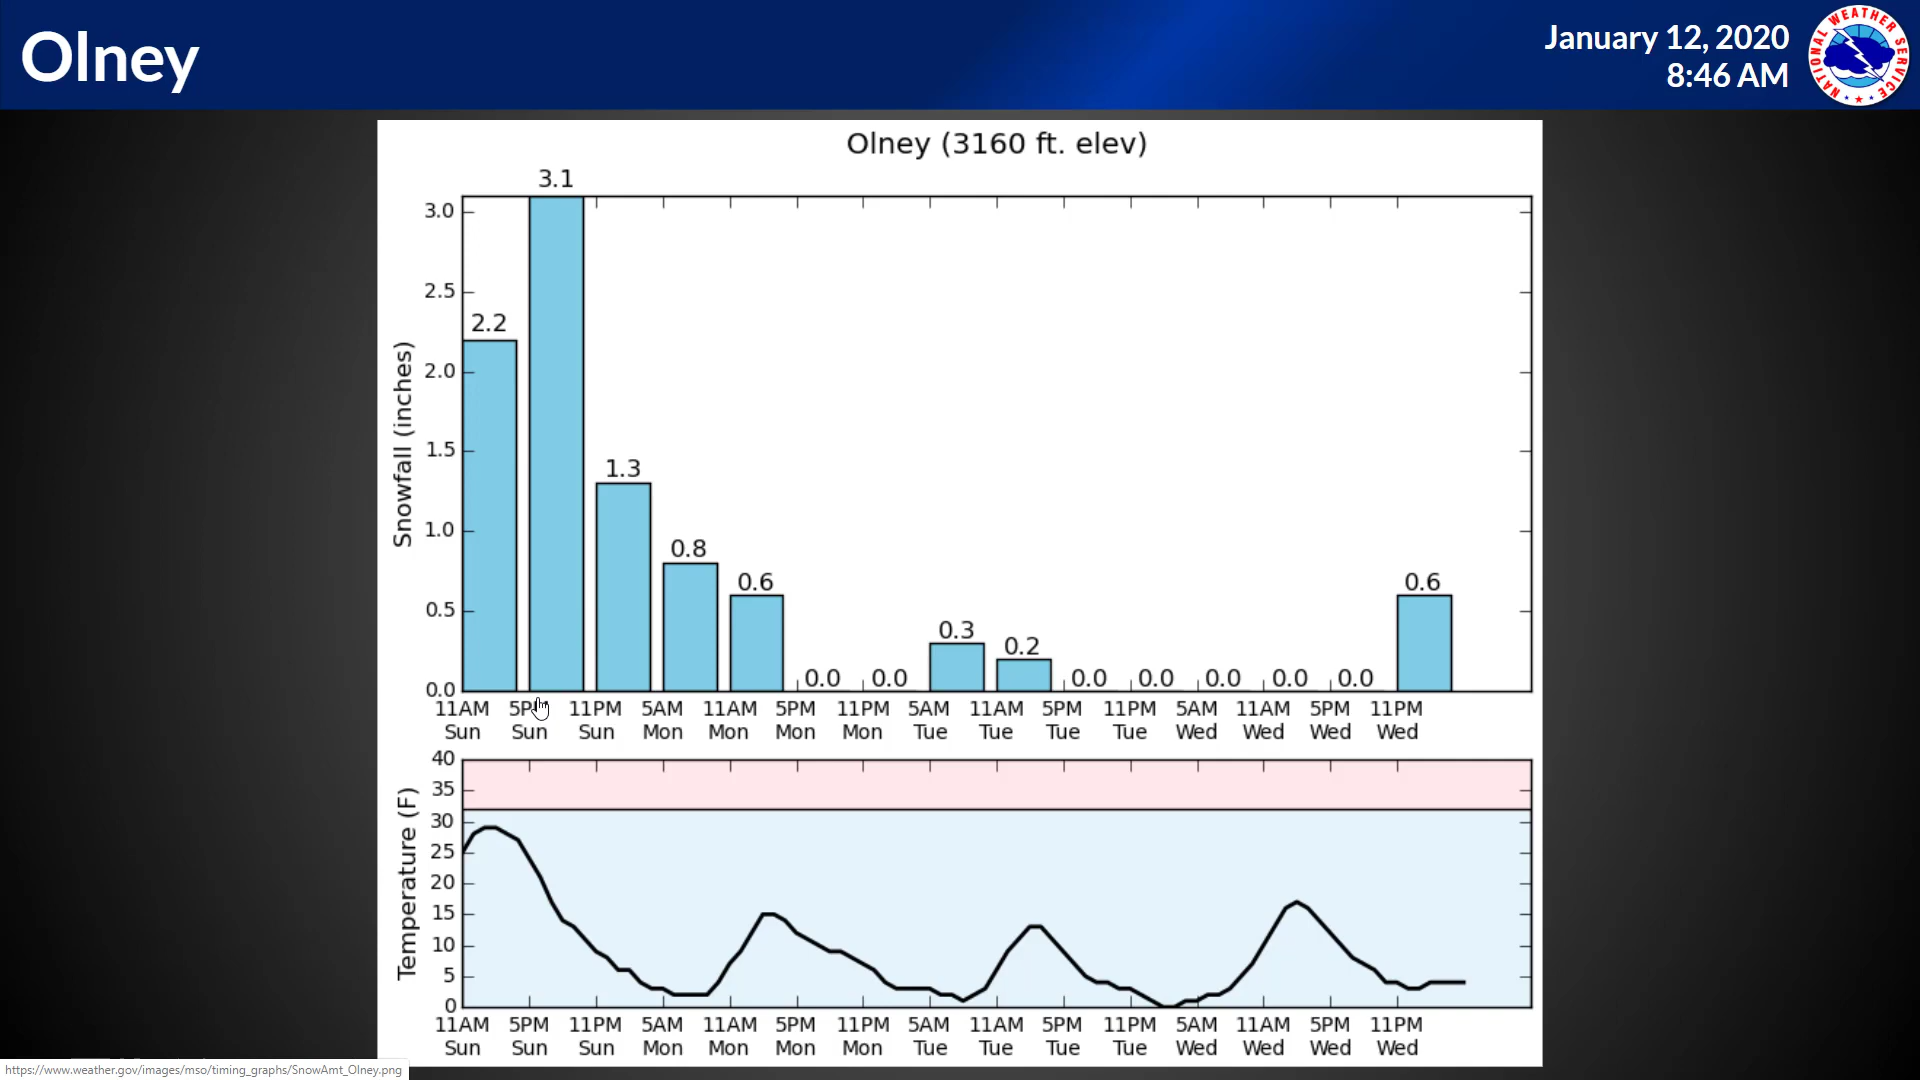 Olney
January 12, 2020
8:46 AM
NATIONAL WEATHER SERVICE
Olney (3160 ft. elev)
Snowfall (inches)
3.0
2.5
2.0
1.5
1.0
0.5
0.0
2.2
3.1
1.3
0.8
0.6
0.0
0.0
0.3
0.2
0.0
0.0
0.0
0.0
0.0
0.6
11AM 5P 11PM 5AM 11AM 5PM 11PM 5AM 11AM 5PM 11PM 5AM 11AM 5PM 11PM
Sun Sun Sun Mon Mon Mon Mon Tue Tue Tue Tue Wed Wed Wed Wed
Temperature (F)
40
35
30
25
20
15
10
5
0
11AM 5PM 11PM 5AM 11AM 5PM 11PM 5AM 11AM 5PM 11PM 5AM 11AM 5PM 11PM
Sun Sun Sun Mon Mon Mon Mon Tue Tue Tue Tue Wed Wed Wed Wed
https://www.weather.gov/images/mso/timing_graphs/SnowAmt_Olney.png